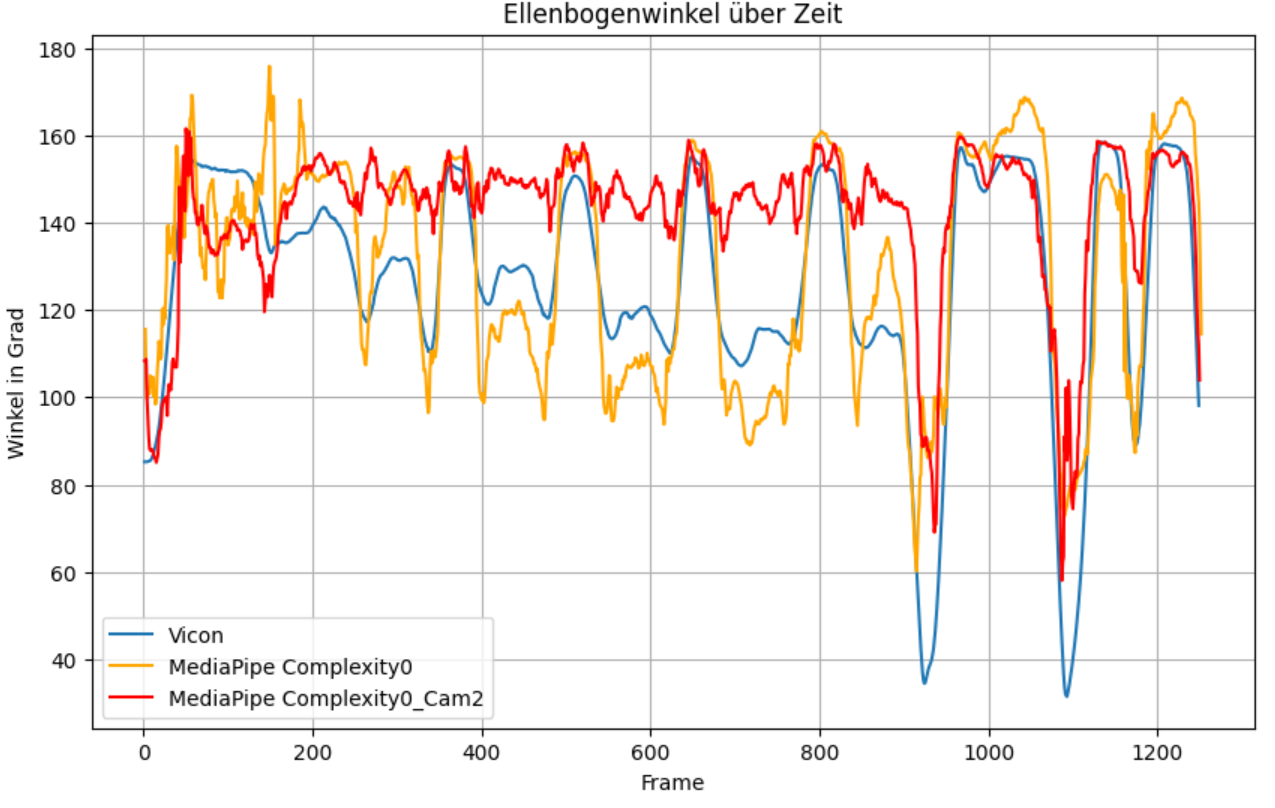 Ellenbogenwinkel über Zeit
Winkel in Grad
180
160
140
120
100
80
60
40
Vicon
MediaPipe Complexity0
MediaPipe Complexity0_Cam2
0 200 400 600 800 1000 1200
Frame